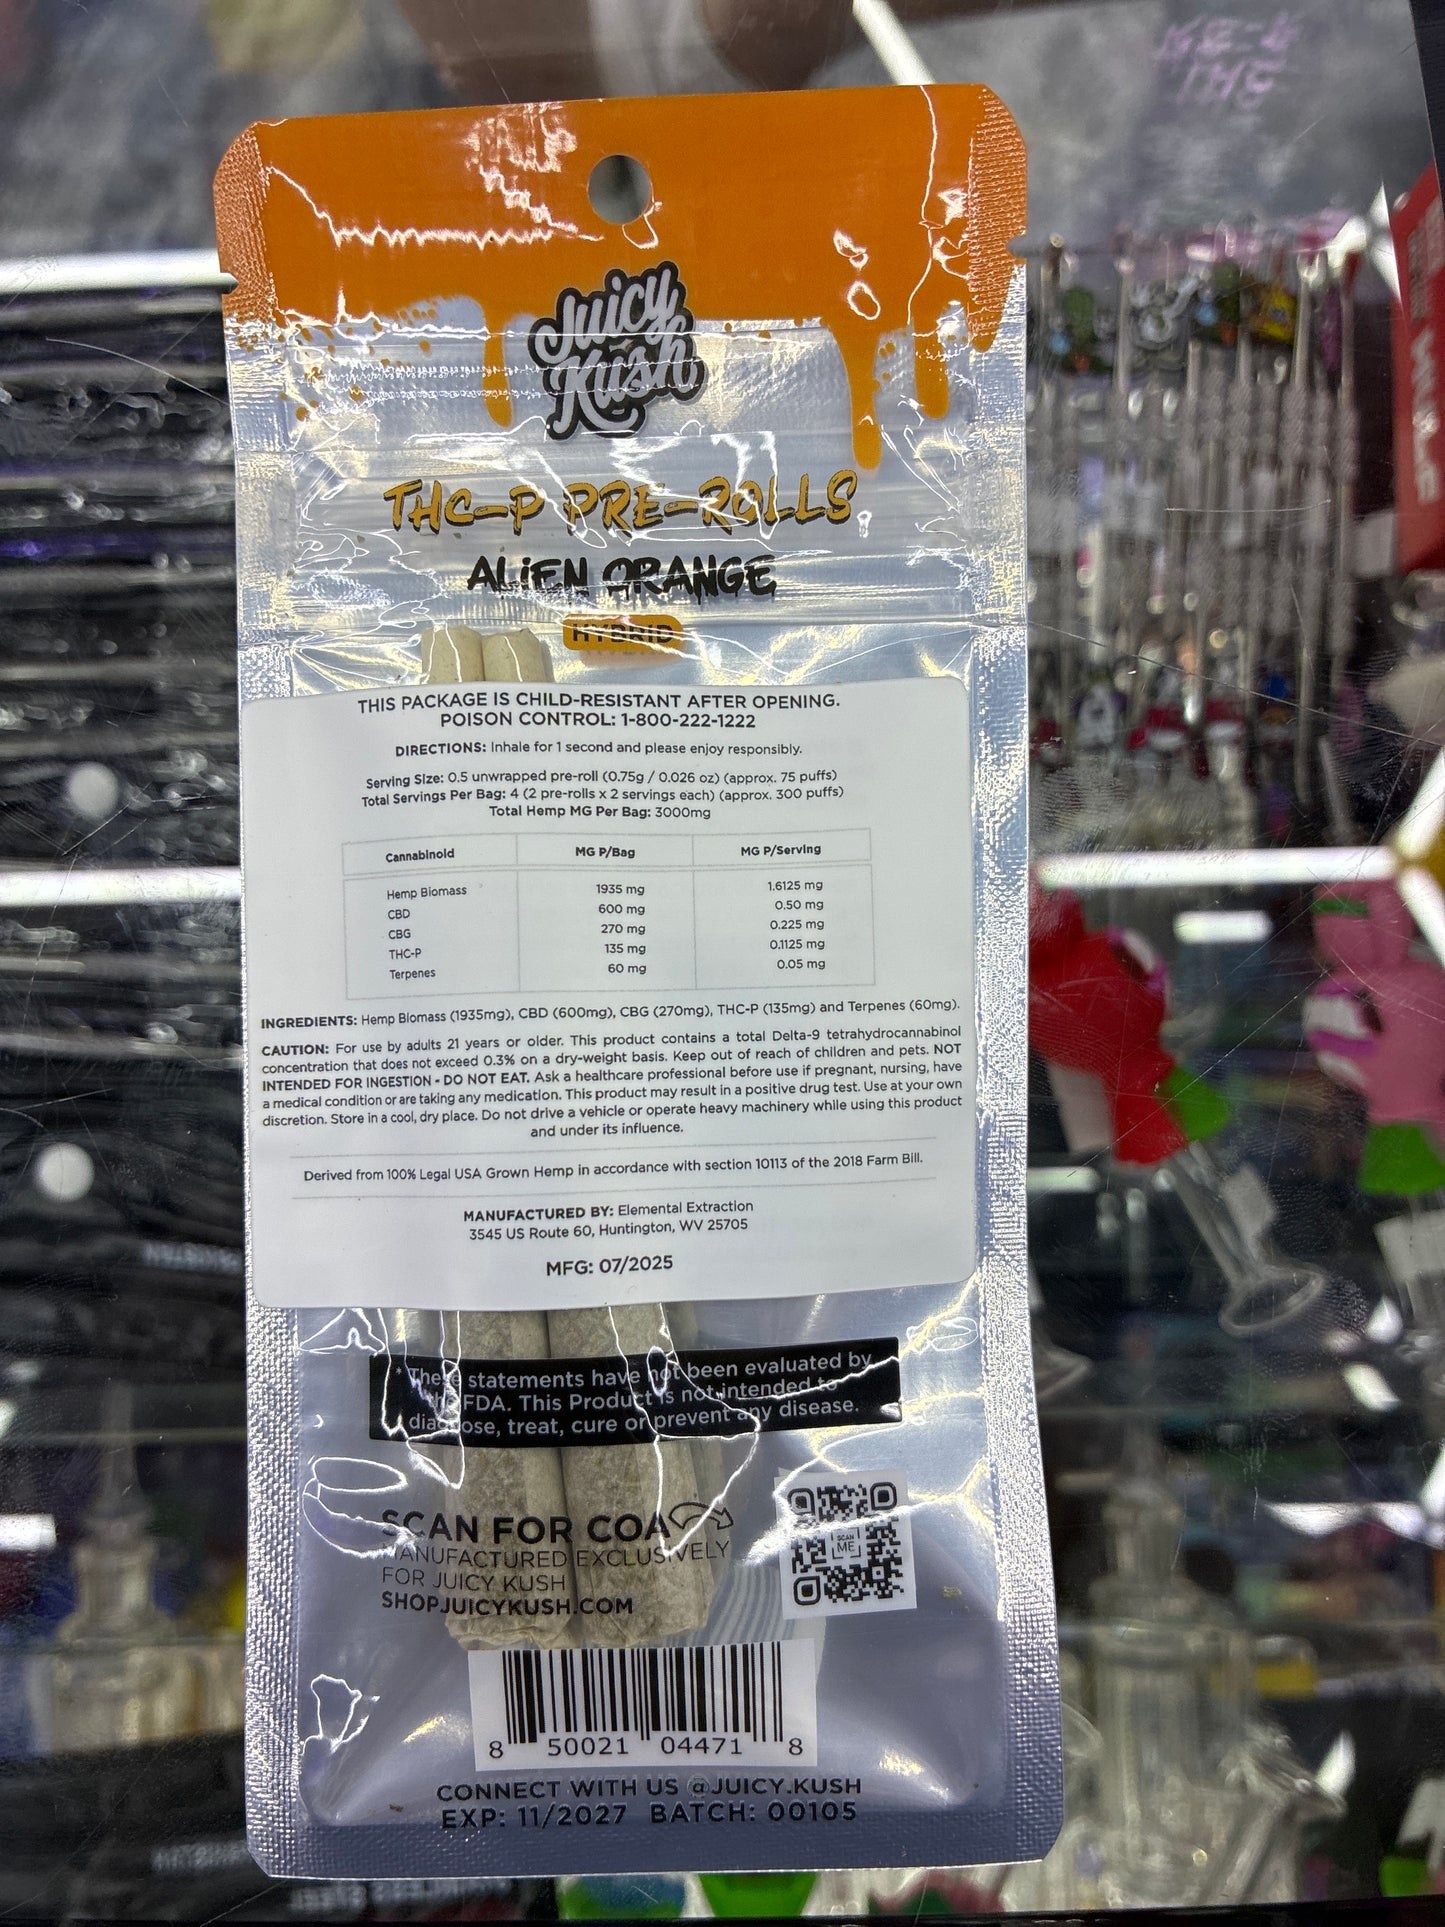 Juicy
Kush
THC-P PRE-ROLLS
ALIEN ORANGE
HYBRID
THIS PACKAGE IS CHILD-RESISTANT AFTER OPENING.
POISON CONTROL: 1-800-222-1222
DIRECTIONS: Inhale for 1 second and please enjoy responsibly.
Serving Size: 0.5 unwrapped pre-roll (0.75g / 0.026 oz) (approx. 75 puffs)
Total Servings Per Bag: 4 (2 pre-rolls x 2 servings each) (approx. 300 puffs)
Total Hemp MG Per Bag: 3000mg
Cannabinoid MG P/Bag MG P/Serving
Hemp Biomass 1935 mg 1.6125 mg
CBD 600 mg 0.50 mg
CBG 270 mg 0.225 mg
THC-P 135 mg 0.1125 mg
Terpenes 60 mg 0.05 mg
INGREDIENTS: Hemp Biomass (1935mg), CBD (600mg), CBG (270mg), THC-P (135mg) and Terpenes (60mg).
CAUTION: For use by adults 21 years or older. This product contains a total Delta-9 tetrahydrocannabinol
concentration that does not exceed 0.3% on a dry-weight basis. Keep out of reach of children and pets. NOT
INTENDED FOR INGESTION - DO NOT EAT. Ask a healthcare professional before use if pregnant, nursing, have
a medical condition or are taking any medication. This product may result in a positive drug test. Use at your own
discretion. Store in a cool, dry place. Do not drive a vehicle or operate heavy machinery while using this product
and under its influence.
Derived from 100% Legal USA Grown Hemp in accordance with section 10113 of the 2018 Farm Bill.
MANUFACTURED BY: Elemental Extraction
3545 US Route 60, Huntington, WV 25705
MFG: 07/2025
* These statements have not been evaluated by
the FDA. This Product is not intended to
diagnose, treat, cure or prevent any disease.
SCAN FOR COA
MANUFACTURED EXCLUSIVELY
FOR JUICY KUSH
SHOPJUICYKUSH.COM
SCAN
ME
8 50021 04471 8
CONNECT WITH US @JUICY.KUSH
EXP: 11/2027 BATCH: 00105